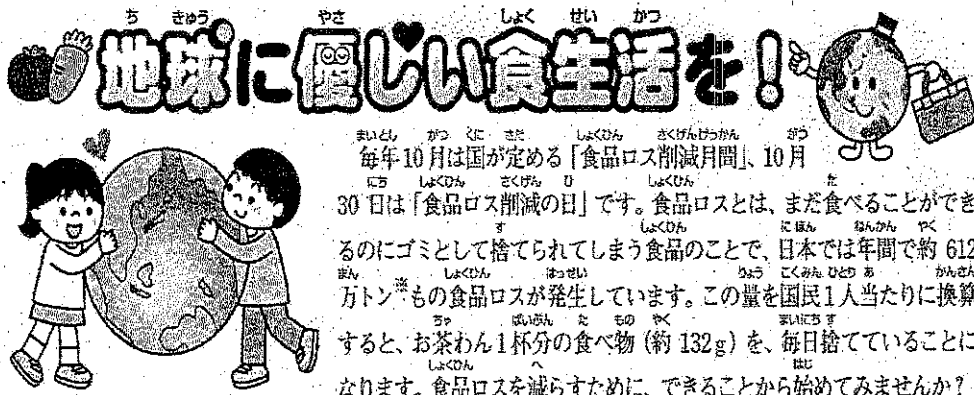 地球に優しい食生活を!
毎年10月は国が定める「食品ロス削減月間」、10月
30日は「食品ロス削減の日」です。食品ロスとは、まだ食べることができ
るのにゴミとして捨てられてしまう食品のことで、日本では年間で約 612
万トン※もの食品ロスが発生しています。この量を国民1人当たりに換算
すると、お茶わん1杯分の食べ物(約 132g)を、毎日捨てていることに
なります。食品ロスを減らすために、できることから始めてみませんか?